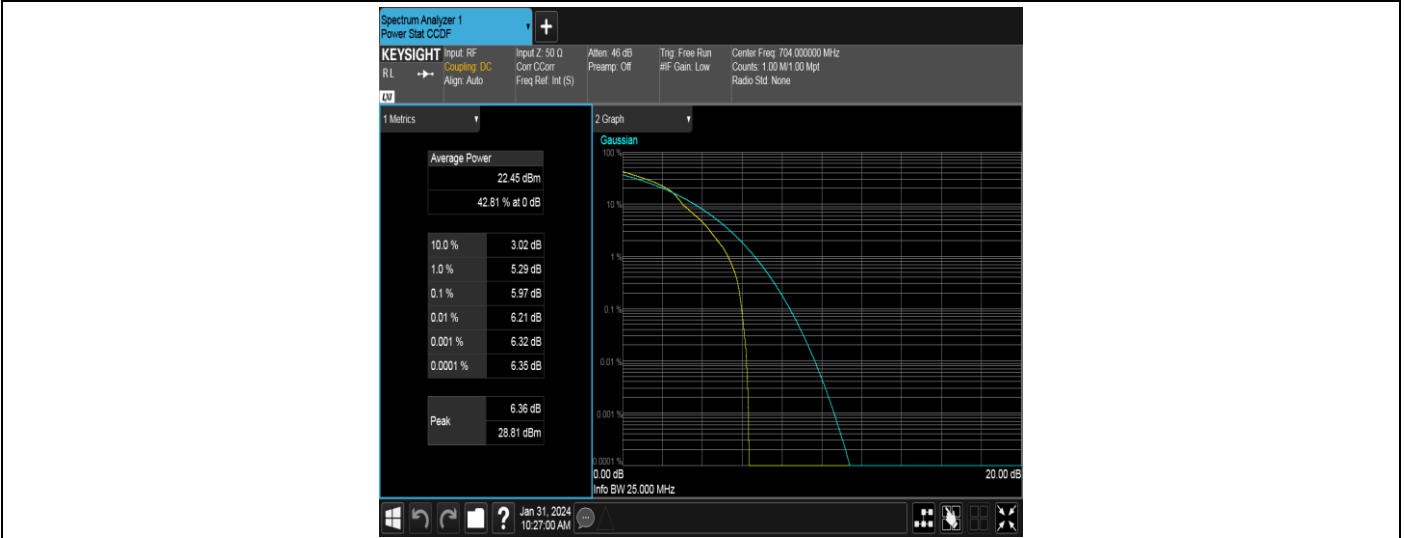 Spectrum Analyzer 1
Power Stat CCDF
+
KEYSIGHT
RL
LXI
Input: RF
Coupling: DC
Align: Auto
Input Z: 50 Ω
Corr CCorr
Freq Ref: Int (S)
Atten: 46 dB
Preamp: Off
Trig: Free Run
#IF Gain: Low
Center Freq: 704.000000 MHz
Counts: 1.00 M/1.00 Mpt
Radio Std: None
1 Metrics
Average Power
22.45 dBm
42.81 % at 0 dB
10.0 % 3.02 dB
1.0 % 5.29 dB
0.1 % 5.97 dB
0.01 % 6.21 dB
0.001 % 6.32 dB
0.0001 % 6.35 dB
Peak
6.36 dB
28.81 dBm
2 Graph
Gaussian
100 %
10 %
1 %
0.1 %
0.01 %
0.001 %
0.0001 %
0.00 dB 20.00 dB
Info BW 25.000 MHz
?
Jan 31, 2024
10:27:00 AM